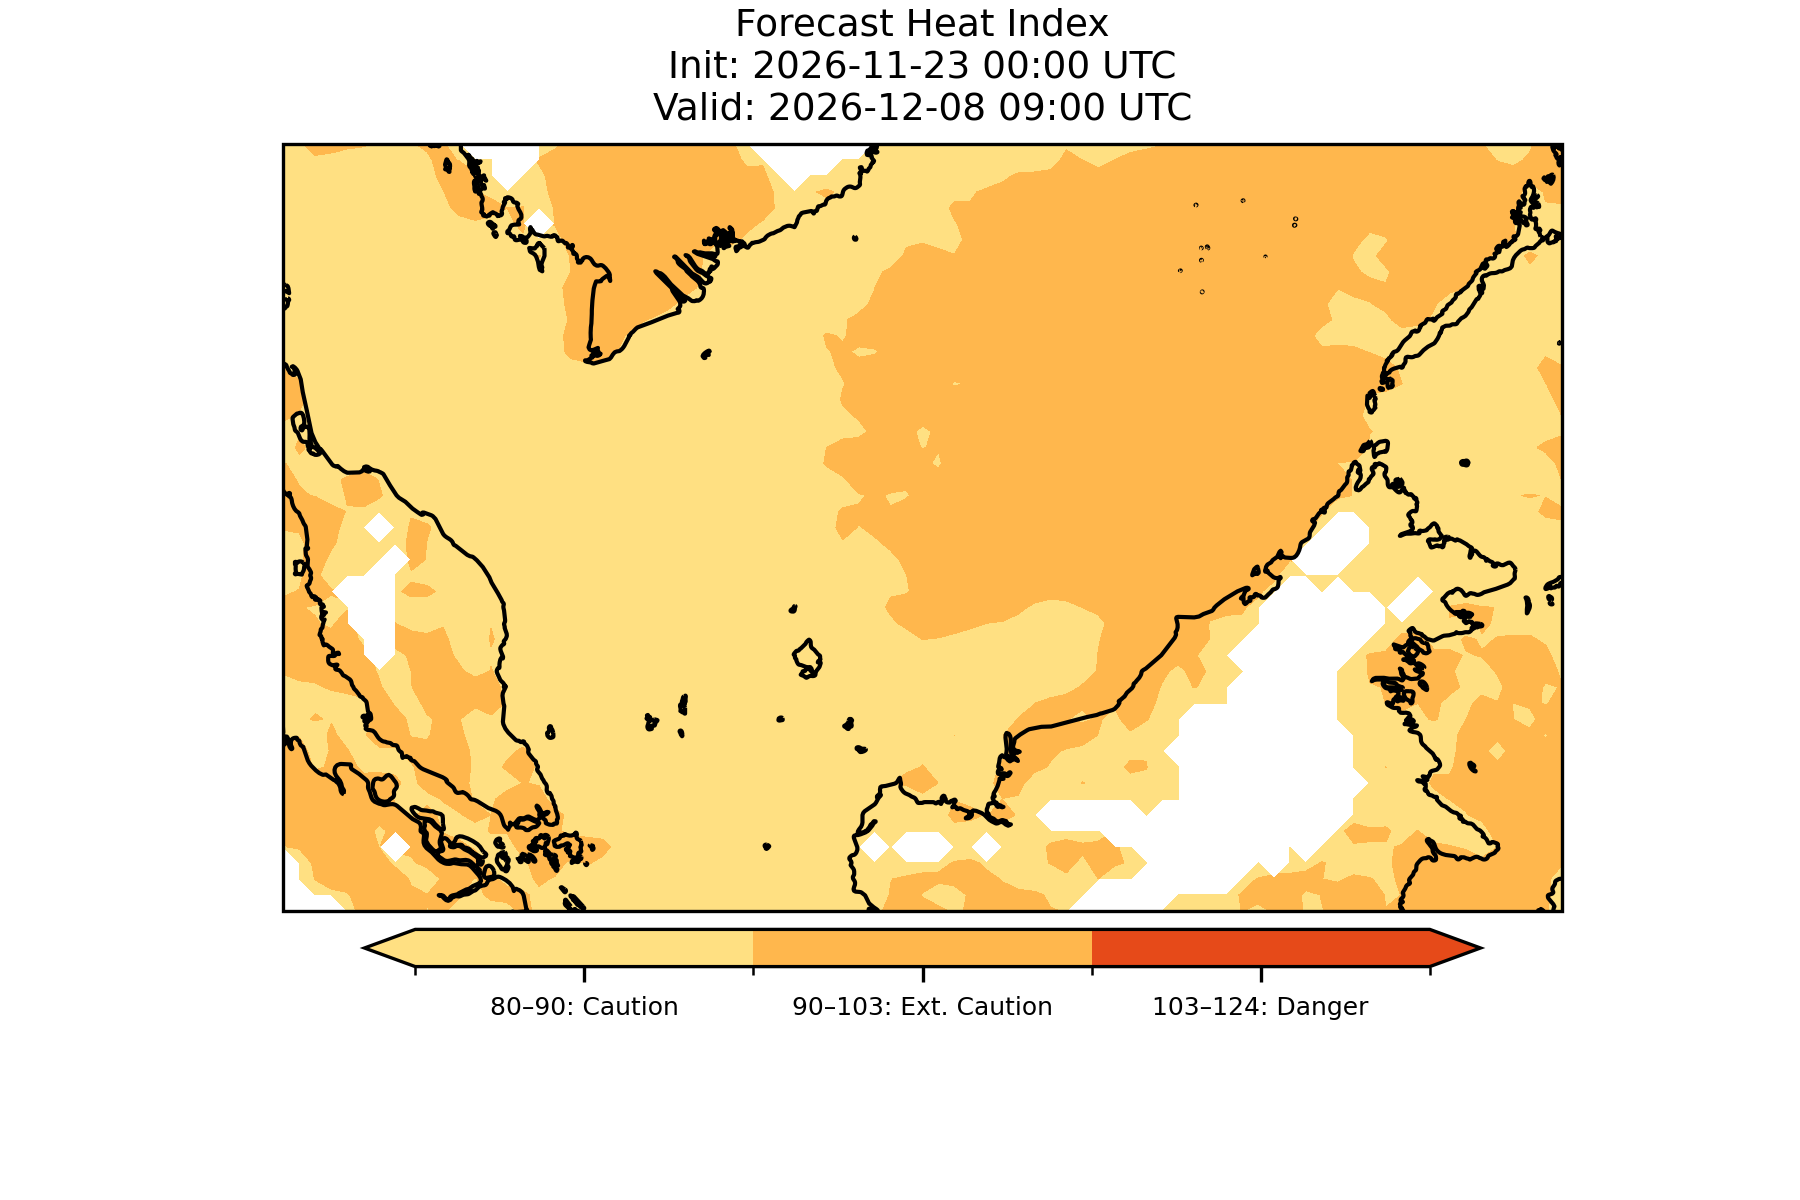 Forecast Heat Index
Init: 2026-11-23 00:00 UTC
Valid: 2026-12-08 09:00 UTC
80–90: Caution
90–103: Ext. Caution
103–124: Danger